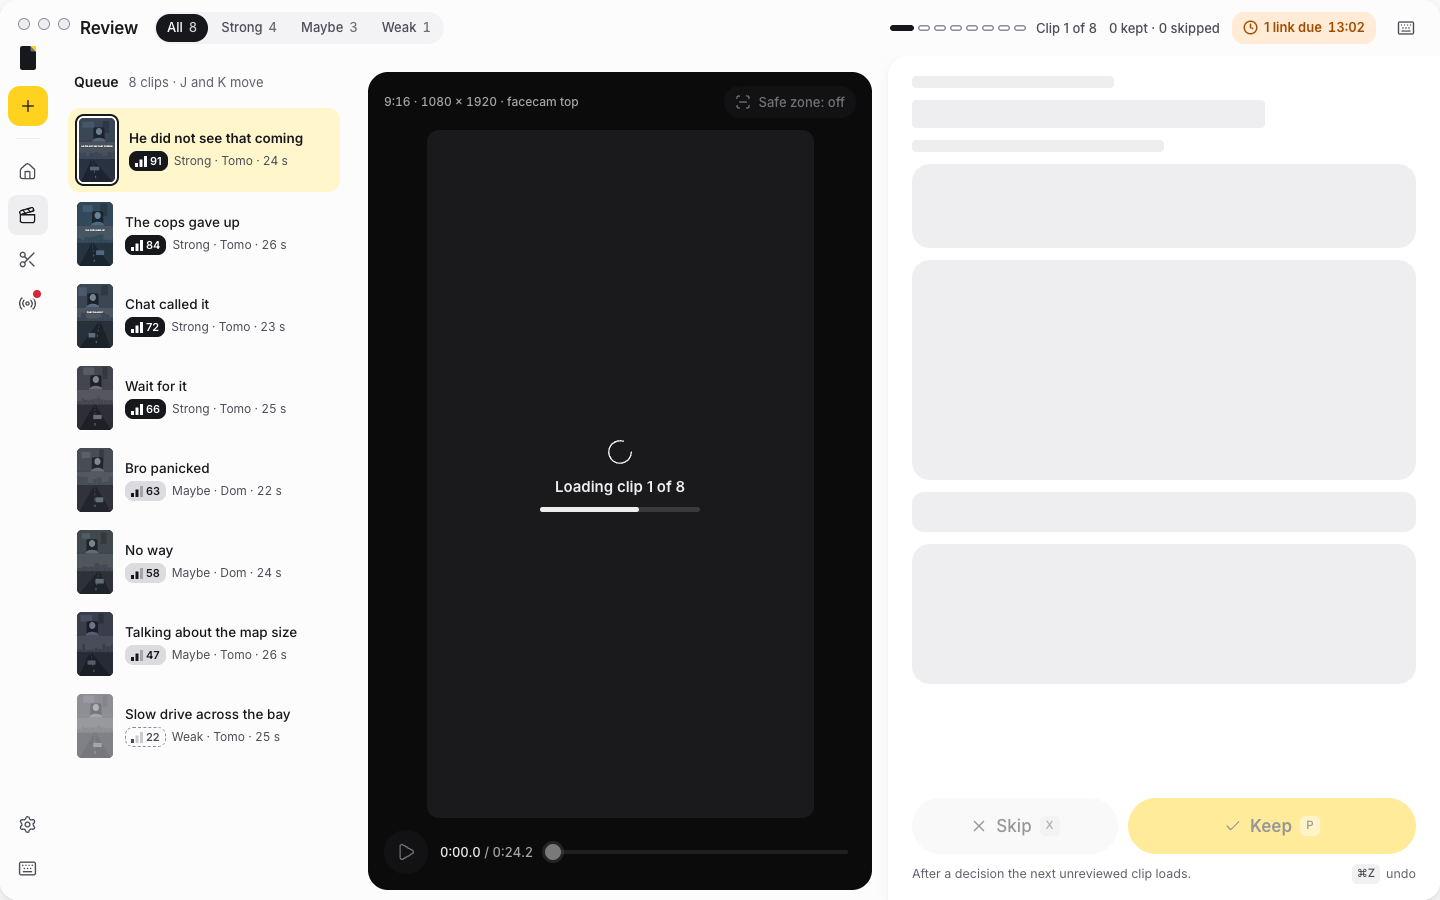 Review
All 8
Strong 4
Maybe 3
Weak 1
Clip 1 of 8
0 kept · 0 skipped
1 link due 13:02
Queue
8 clips · J and K move
He did not see that coming
91 Strong · Tomo · 24 s
The cops gave up
84 Strong · Tomo · 26 s
Chat called it
72 Strong · Tomo · 23 s
Wait for it
66 Strong · Tomo · 25 s
Bro panicked
63 Maybe · Dom · 22 s
No way
58 Maybe · Dom · 24 s
Talking about the map size
47 Maybe · Tomo · 26 s
Slow drive across the bay
22 Weak · Tomo · 25 s
9:16 · 1080 × 1920 · facecam top
Safe zone: off
Loading clip 1 of 8
0:00.0 / 0:24.2
Skip X
Keep P
After a decision the next unreviewed clip loads.
⌘Z undo